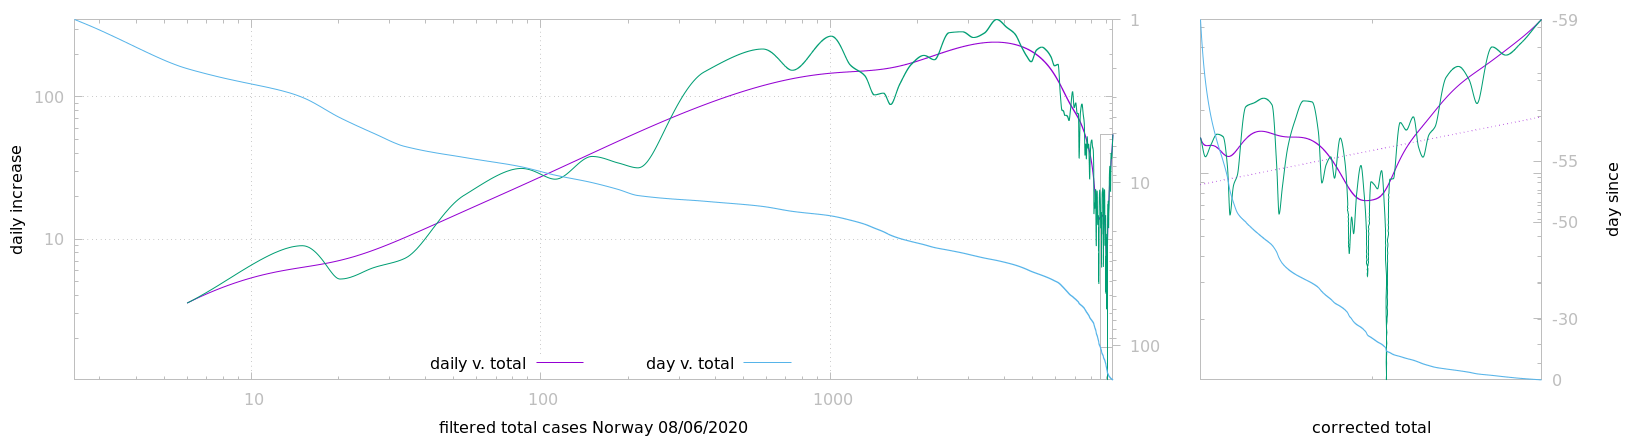 daily increase
100
10
10
100
1000
filtered total cases Norway 08/06/2020
daily v. total
day v. total
1
10
100
corrected total
-59
-55
-50
-30
0
day since